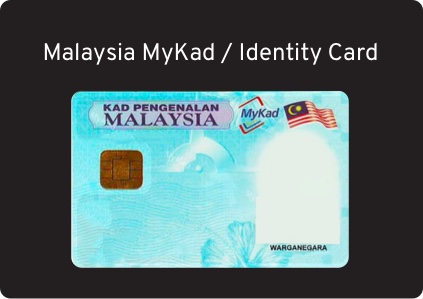 Malaysia MyKad / Identity Card
KAD PENGENALAN
MALAYSIA
MyKad
WARGANEGARA